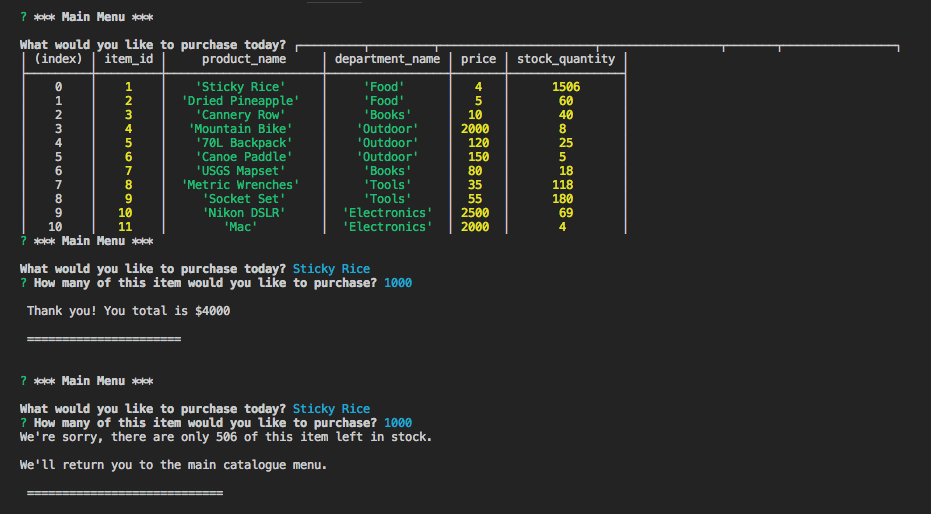 ? *** Main Menu ***
What would you like to purchase today?
(index) item_id product_name department_name price stock_quantity
0 1 'Sticky Rice' 'Food' 4 1506
1 2 'Dried Pineapple' 'Food' 5 60
2 3 'Cannery Row' 'Books' 10 40
3 4 'Mountain Bike' 'Outdoor' 2000 8
4 5 '70L Backpack' 'Outdoor' 120 25
5 6 'Canoe Paddle' 'Outdoor' 150 5
6 7 'USGS Mapset' 'Books' 80 18
7 8 'Metric Wrenches' 'Tools' 35 118
8 9 'Socket Set' 'Tools' 55 180
9 10 'Nikon DSLR' 'Electronics' 2500 69
10 11 'Mac' 'Electronics' 2000 4
? *** Main Menu ***
What would you like to purchase today? Sticky Rice
? How many of this item would you like to purchase? 1000
Thank you! You total is $4000
======================
? *** Main Menu ***
What would you like to purchase today? Sticky Rice
? How many of this item would you like to purchase? 1000
We're sorry, there are only 506 of this item left in stock.
We'll return you to the main catalogue menu.
============================